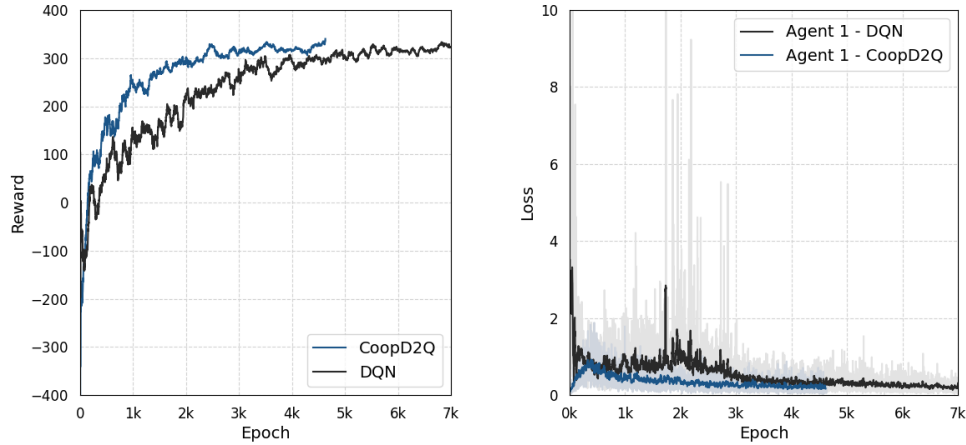 400
300
200
100
0
−100
−200
−300
−400
Reward
0
1k
2k
3k
4k
5k
6k
7k
Epoch
CoopD2Q
DQN
10
8
6
4
2
0
Loss
0k
1k
2k
3k
4k
5k
6k
7k
Epoch
Agent 1 - DQN
Agent 1 - CoopD2Q